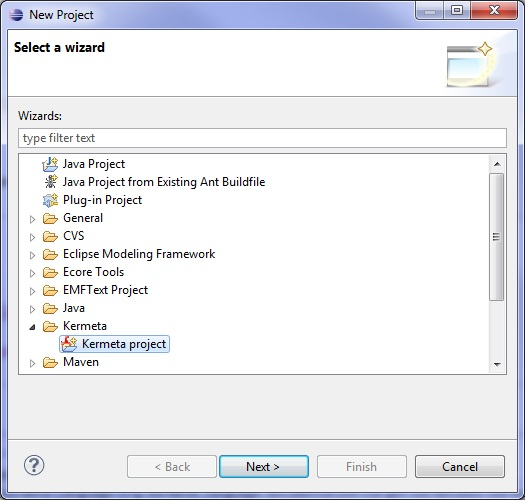 New Project
Select a wizard
Wizards:
type filter text
Java Project
Java Project from Existing Ant Buildfile
Plug-in Project
General
CVS
Eclipse Modeling Framework
Ecore Tools
EMFText Project
Java
Kermeta
Kermeta project
Maven
?
< Back
Next >
Finish
Cancel